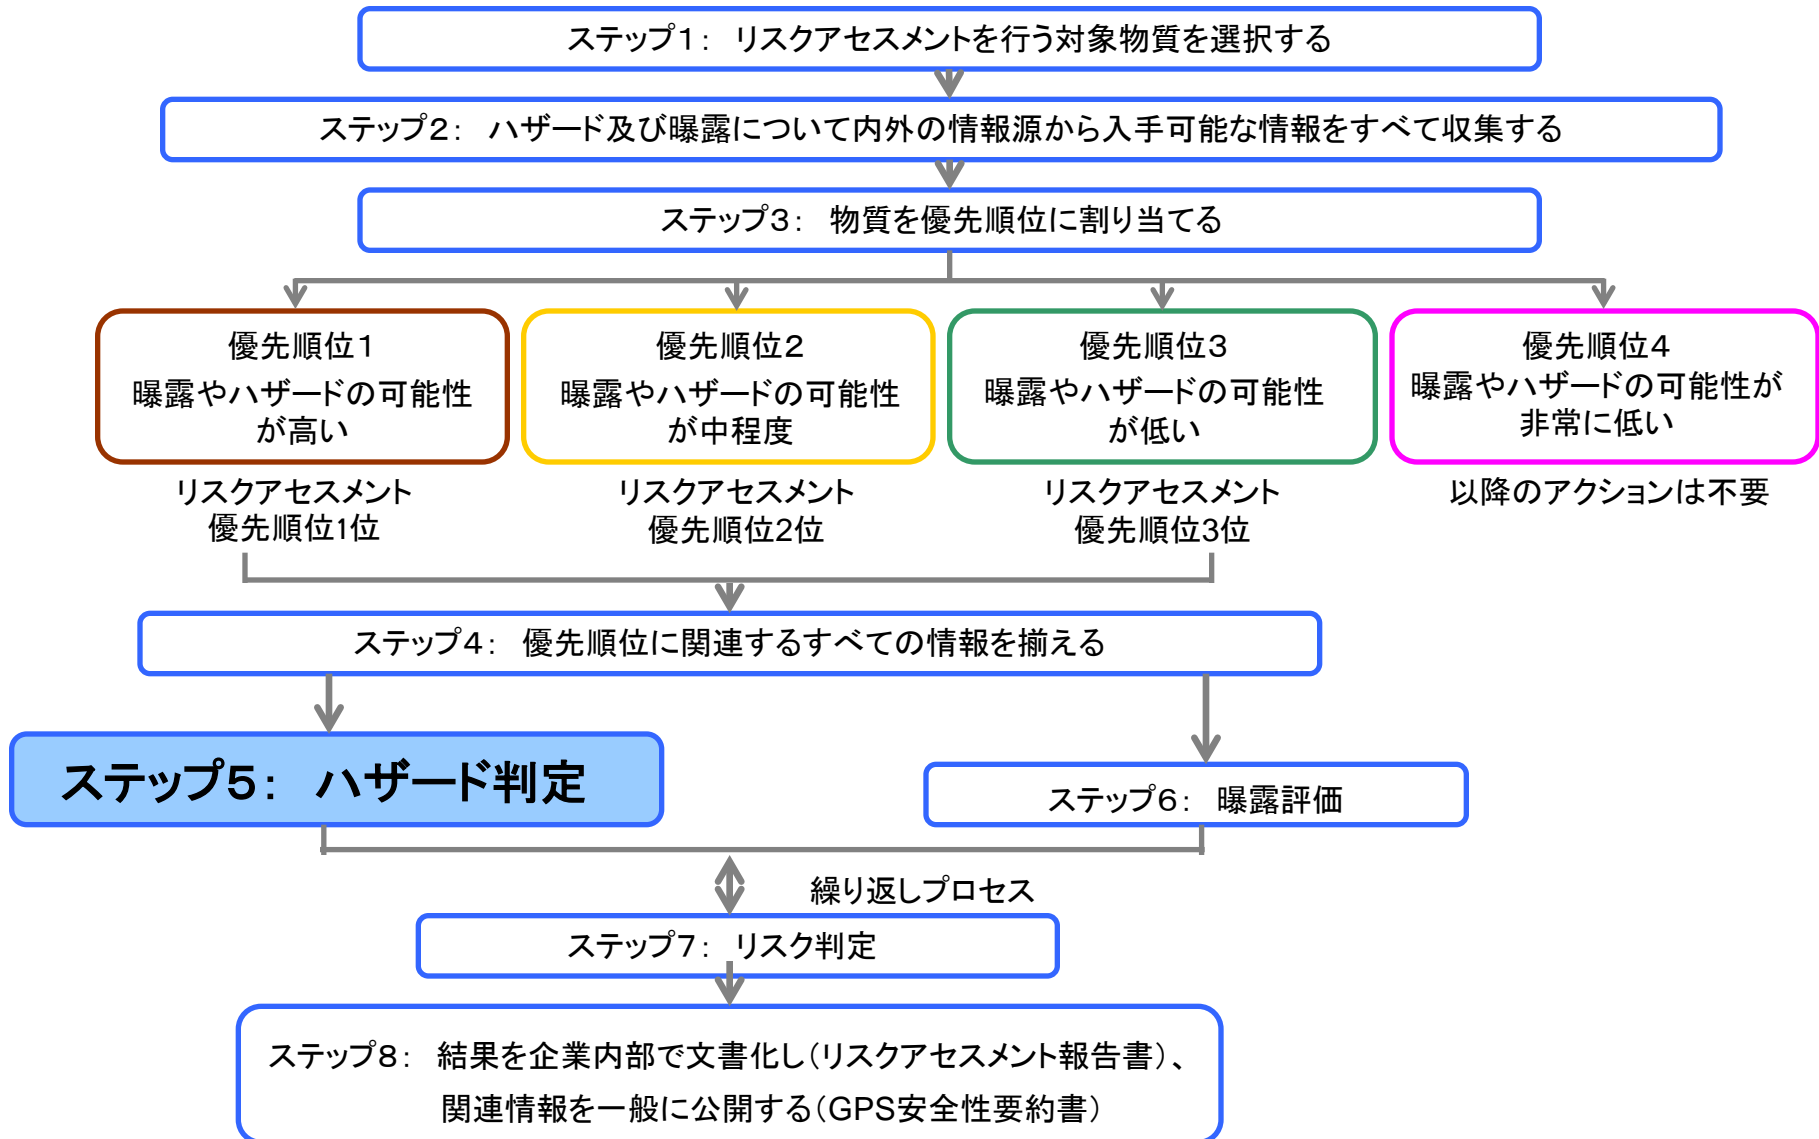 ステップ1： リスクアセスメントを行う対象物質を選択する
ステップ2： ハザード及び曝露について内外の情報源から入手可能な情報をすべて収集する
ステップ3： 物質を優先順位に割り当てる
優先順位1
曝露やハザードの可能性
が高い
優先順位2
曝露やハザードの可能性
が中程度
優先順位3
曝露やハザードの可能性
が低い
優先順位4
曝露やハザードの可能性が
非常に低い
リスクアセスメント
優先順位1位
リスクアセスメント
優先順位2位
リスクアセスメント
優先順位3位
以降のアクションは不要
ステップ4： 優先順位に関連するすべての情報を揃える
ステップ5： ハザード判定
ステップ6： 曝露評価
繰り返しプロセス
ステップ7： リスク判定
ステップ8： 結果を企業内部で文書化し（リスクアセスメント報告書）、
関連情報を一般に公開する（GPS安全性要約書）